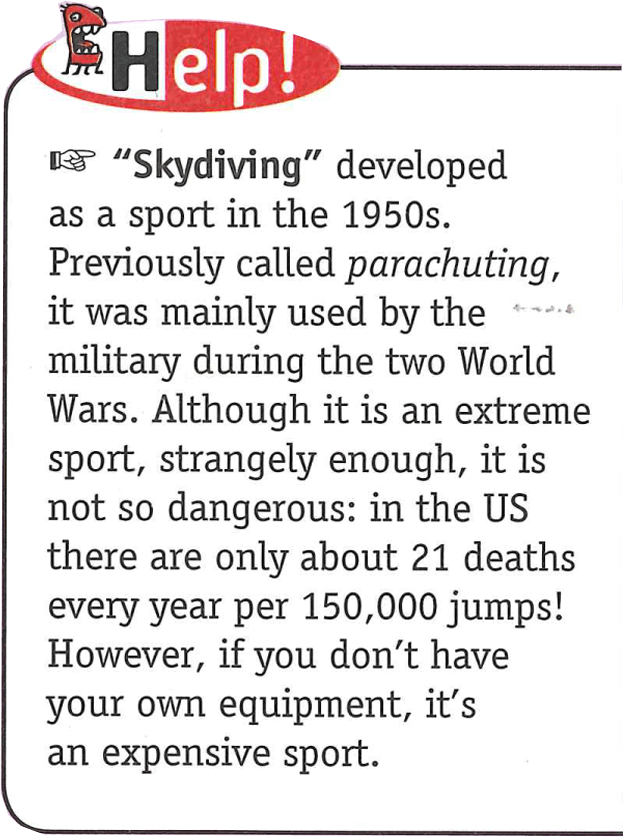 Help!
☞ "Skydiving" developed
as a sport in the 1950s.
Previously called parachuting,
it was mainly used by the
military during the two World
Wars. Although it is an extreme
sport, strangely enough, it is
not so dangerous: in the US
there are only about 21 deaths
every year per 150,000 jumps!
However, if you don't have
your own equipment, it's
an expensive sport.